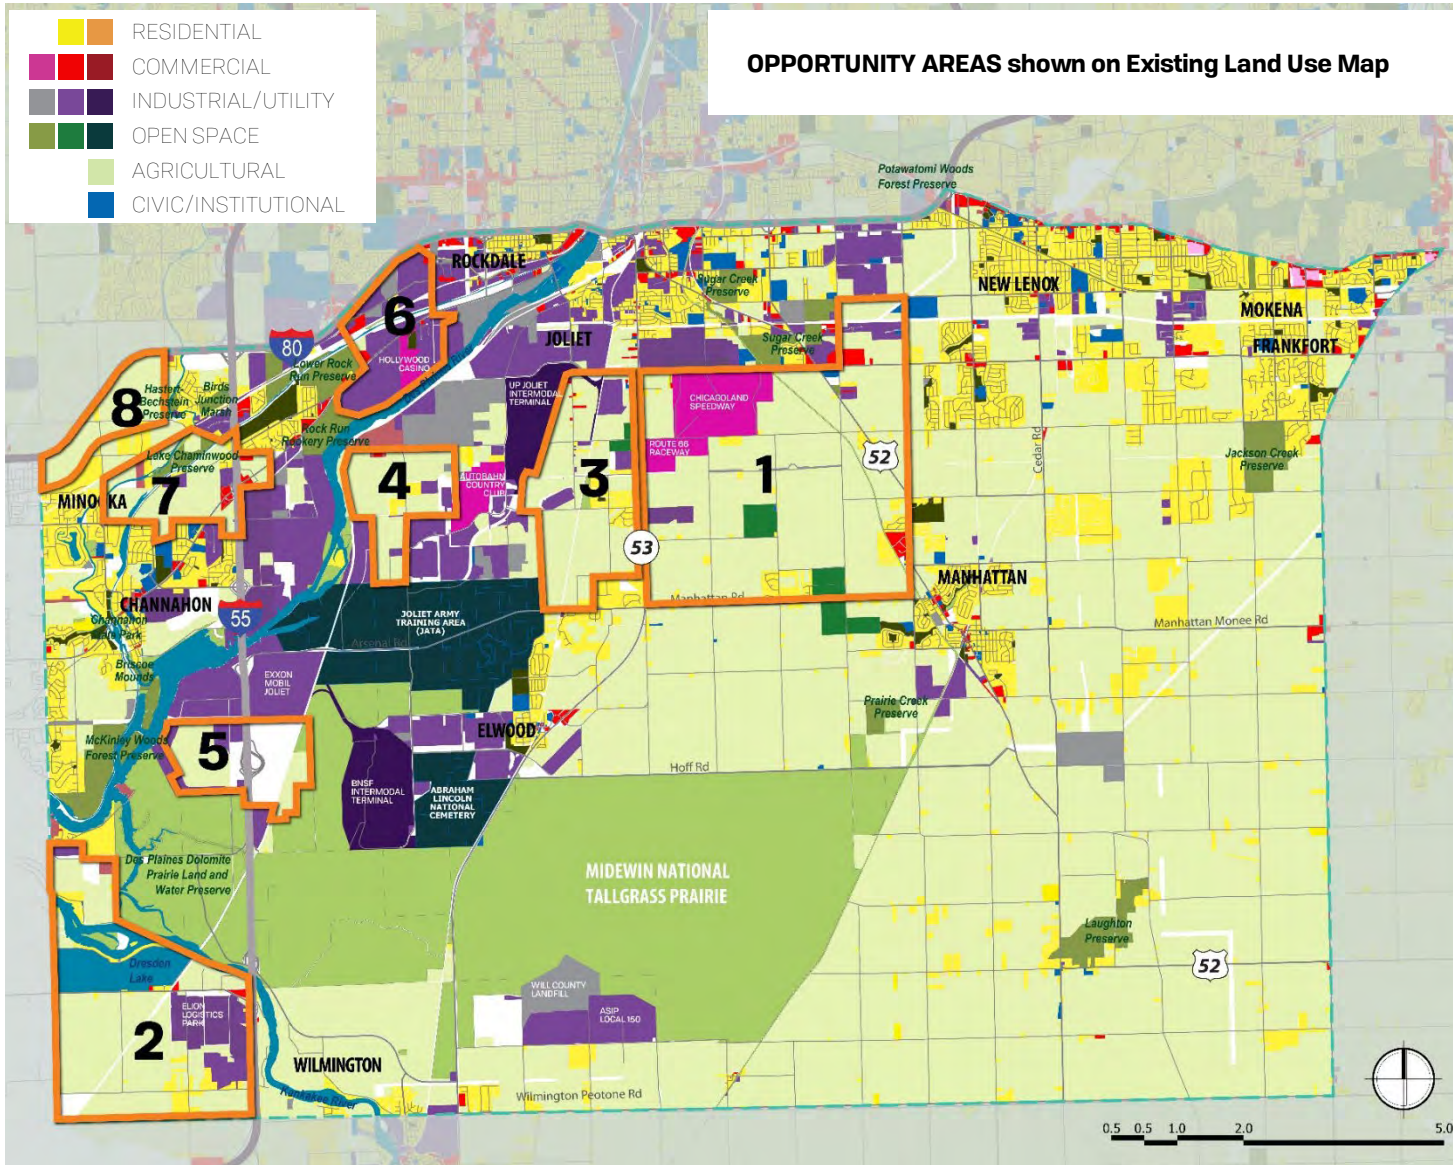 RESIDENTIAL
COMMERCIAL
INDUSTRIAL/UTILITY
OPEN SPACE
AGRICULTURAL
CIVIC/INSTITUTIONAL
OPPORTUNITY AREAS shown on Existing Land Use Map
Potawatomi Woods
Forest Preserve
ROCKDALE
6
HOLLYWOOD
CASINO
80
Lower Rock
Run Preserve
JOLIET
Sugar Creek
Preserve
Sugar Creek
Preserve
NEW LENOX
MOKENA
FRANKFORT
8
Hastert-
Bechstein
Preserve
Birds
Junction
Marsh
Rock Run
Rookery Preserve
UP JOLIET
INTERMODAL
TERMINAL
CHICAGOLAND
SPEEDWAY
ROUTE 66
RACEWAY
52
Cedar Rd
Jackson Creek
Preserve
Lake Chaminwood
Preserve
MINOOKA
7
4
AUTOBAHN
COUNTRY
CLUB
3
1
53
CHANNAHON
55
Channahon
State Park
JOLIET ARMY
TRAINING AREA
(JATA)
Arsenal Rd
Manhattan Rd
MANHATTAN
Manhattan Monee Rd
Briscoe
Mounds
EXXON
MOBIL
JOLIET
Prairie Creek
Preserve
McKinley Woods
Forest Preserve
5
ELWOOD
Hoff Rd
BNSF
INTERMODAL
TERMINAL
ABRAHAM
LINCOLN
NATIONAL
CEMETERY
Des Plaines Dolomite
Prairie Land and
Water Preserve
MIDEWIN NATIONAL
TALLGRASS PRAIRIE
Laughton
Preserve
52
Dresden
Lake
WILL COUNTY
LANDFILL
ASIP
LOCAL 150
ELION
LOGISTICS
PARK
2
WILMINGTON
Kankakee River
Wilmington Peotone Rd
0.5 0.5 1.0 2.0 5.0